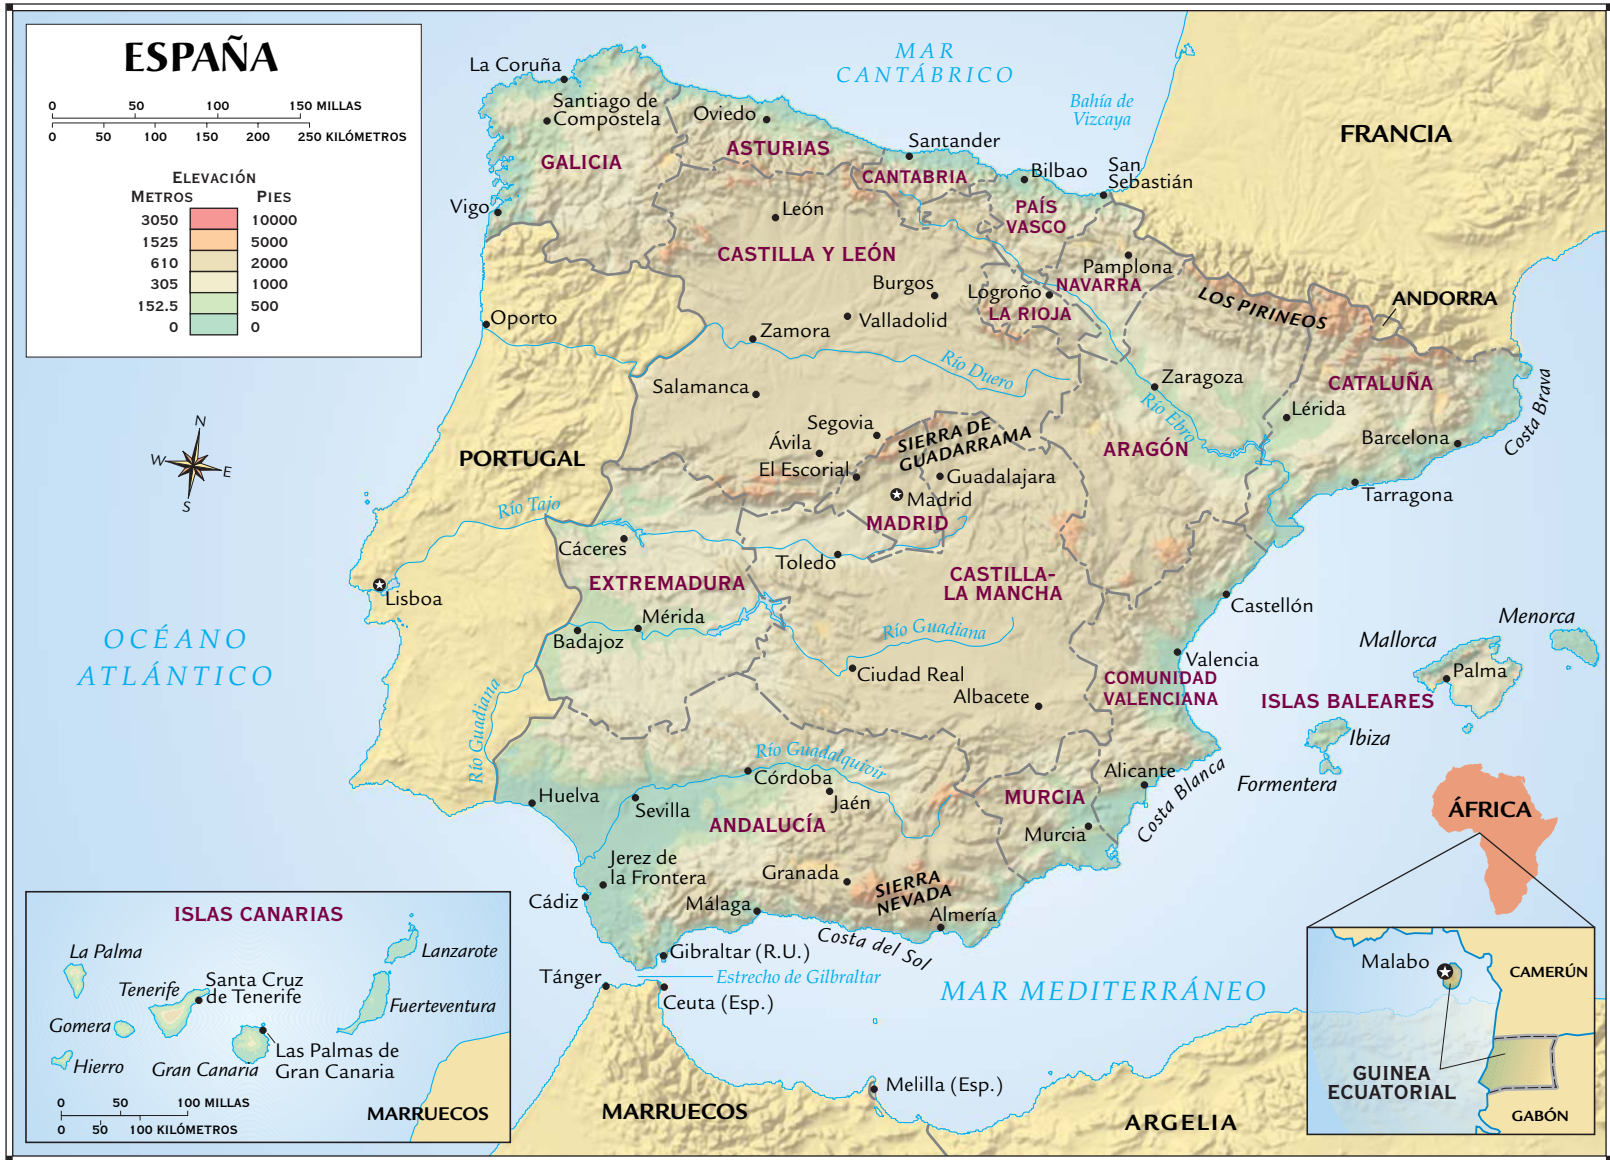 ESPAÑA
0 50 100 150 MILLAS
0 50 100 150 200 250 KILÓMETROS
ELEVACIÓN
METROS PIES
3050 10000
1525 5000
610 2000
305 1000
152.5 500
0 0
MAR
CANTÁBRICO
Bahía de
Vizcaya
FRANCIA
La Coruña
Santiago de
Compostela
GALICIA
Vigo
Oviedo
ASTURIAS
Santander
CANTABRIA
Bilbao
San
Sebastián
PAÍS
VASCO
León
CASTILLA Y LEÓN
Burgos
Pamplona
NAVARRA
Logroño
LA RIOJA
LOS PIRINEOS
ANDORRA
Oporto
Zamora
Valladolid
Río Duero
Salamanca
Zaragoza
Río Ebro
CATALUÑA
Lérida
Barcelona
Costa Brava
Tarragona
ARAGÓN
Segovia
Ávila
El Escorial
SIERRA DE
GUADARRAMA
Guadalajara
Madrid
MADRID
N
W
E
S
PORTUGAL
Río Tajo
Cáceres
Toledo
EXTREMADURA
CASTILLA-
LA MANCHA
Lisboa
Mérida
Badajoz
Río Guadiana
Ciudad Real
Albacete
Castellón
Valencia
COMUNIDAD
VALENCIANA
Menorca
Mallorca
Palma
ISLAS BALEARES
Ibiza
Formentera
OCÉANO
ATLÁNTICO
Río Guadiana
Río Guadalquivir
Córdoba
Jaén
Huelva
Sevilla
ANDALUCÍA
MURCIA
Murcia
Alicante
Costa Blanca
Jerez de
la Frontera
Cádiz
Granada
SIERRA
NEVADA
Málaga
Almería
Costa del Sol
Gibraltar (R.U.)
Estrecho de Gilbraltar
Tánger
Ceuta (Esp.)
MAR MEDITERRÁNEO
Melilla (Esp.)
MARRUECOS
ARGELIA
ISLAS CANARIAS
La Palma
Tenerife
Santa Cruz
de Tenerife
Gomera
Hierro
Gran Canaria
Las Palmas de
Gran Canaria
Lanzarote
Fuerteventura
MARRUECOS
0 50 100 MILLAS
0 50 100 KILÓMETROS
ÁFRICA
Malabo
CAMERÚN
GUINEA
ECUATORIAL
GABÓN